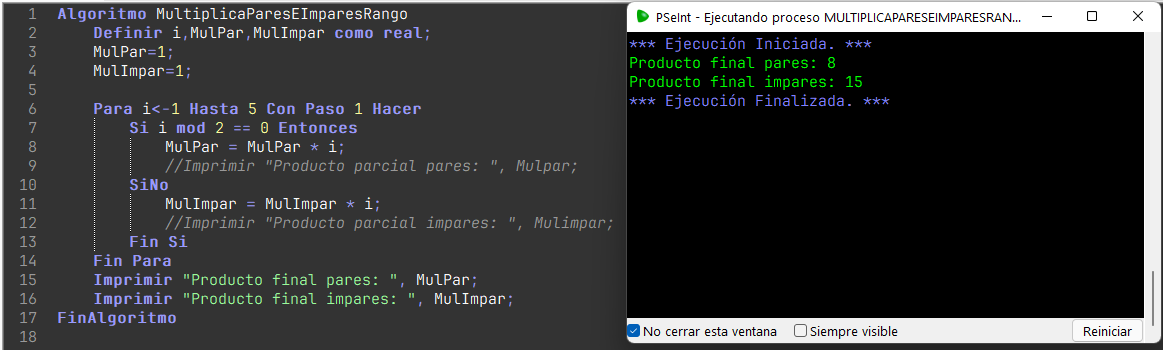 1 Algoritmo MultiplicaParesEImparesRango
2 Definir i,MulPar,MulImpar como real;
3 MulPar=1;
4 MulImpar=1;
5
6 Para i<-1 Hasta 5 Con Paso 1 Hacer
7 Si i mod 2 == 0 Entonces
8 MulPar = MulPar * i;
9 //Imprimir "Producto parcial pares: ", Mulpar;
10 SiNo
11 MulImpar = MulImpar * i;
12 //Imprimir "Producto parcial impares: ", Mulimpar;
13 Fin Si
14 Fin Para
15 Imprimir "Producto final pares: ", MulPar;
16 Imprimir "Producto final impares: ", MulImpar;
17 FinAlgoritmo
18
PSeInt - Ejecutando proceso MULTIPLICAPARESEIMPARESRAN...
*** Ejecución Iniciada. ***
Producto final pares: 8
Producto final impares: 15
*** Ejecución Finalizada. ***
No cerrar esta ventana Siempre visible Reiniciar